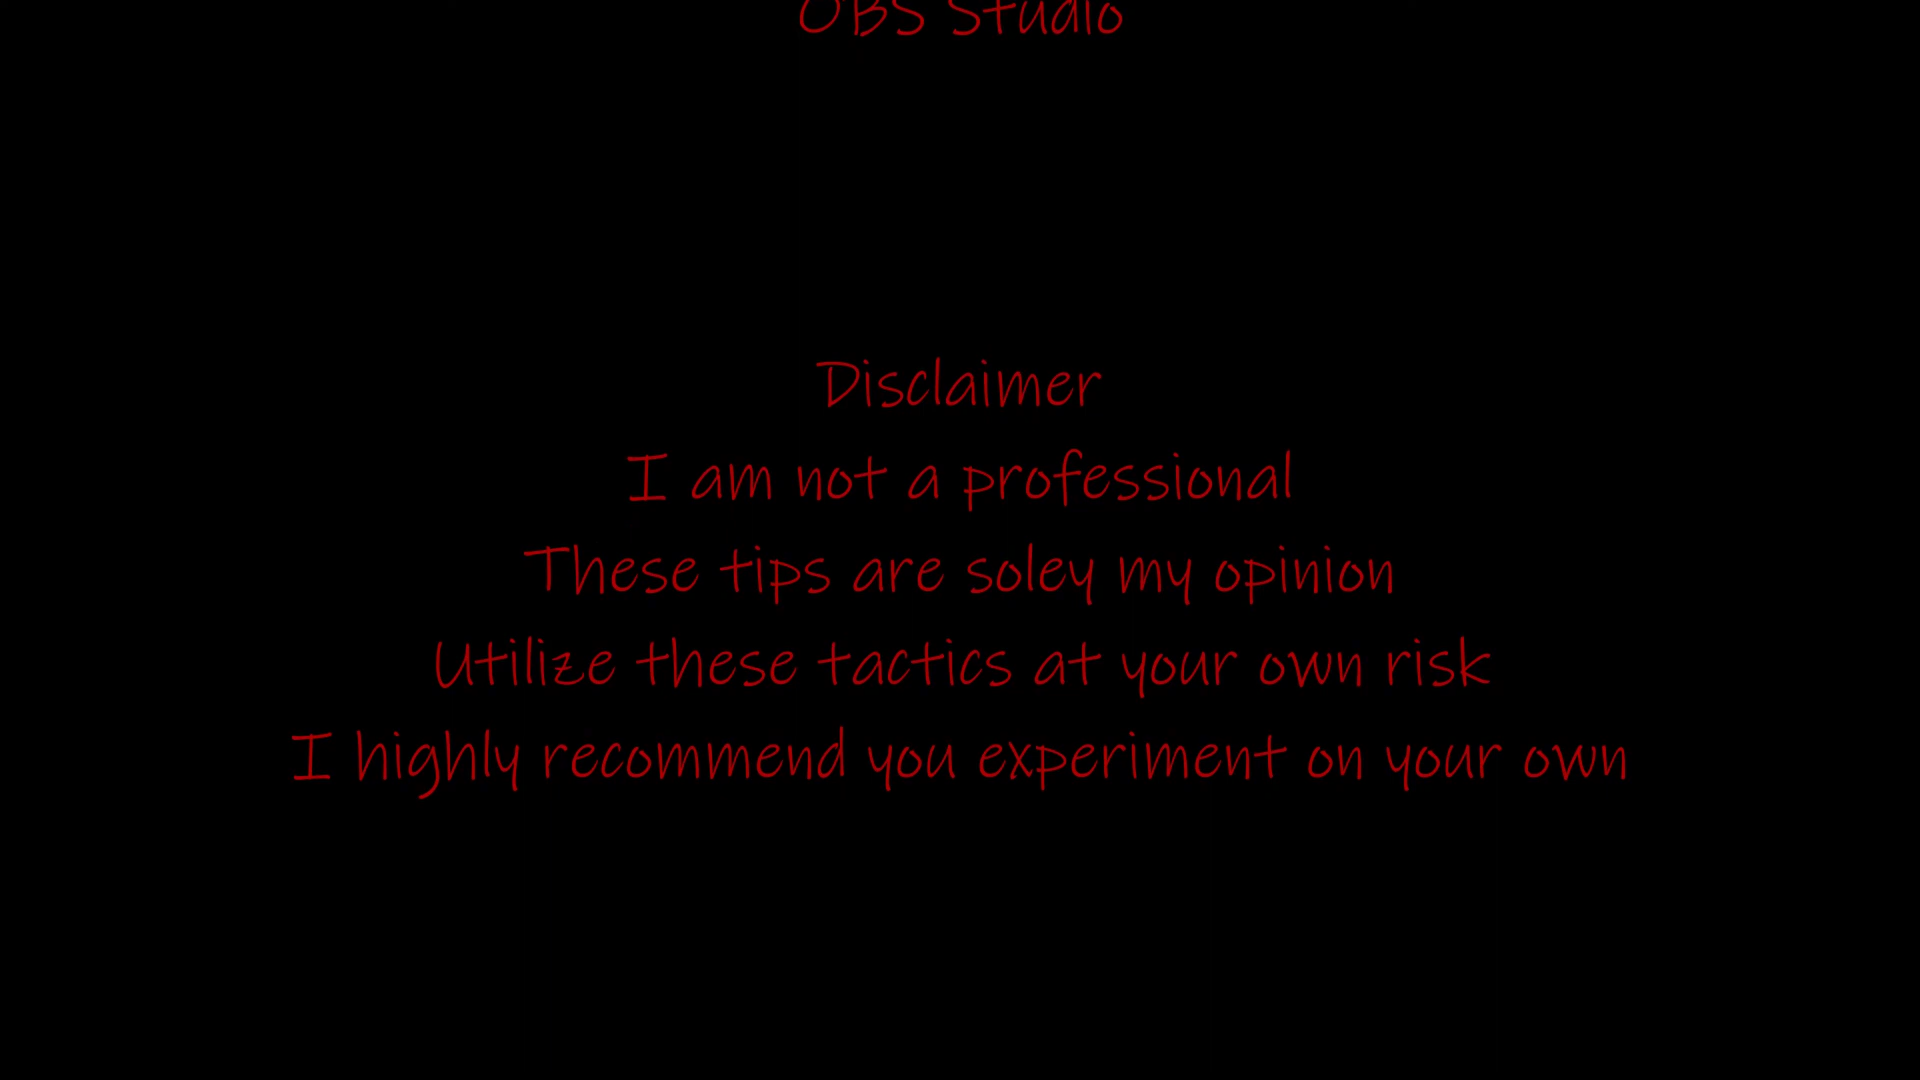 OBS Studio
Disclaimer
I am not a professional
These tips are soley my opinion
Utilize these tactics at your own risk
I highly recommend you experiment on your own